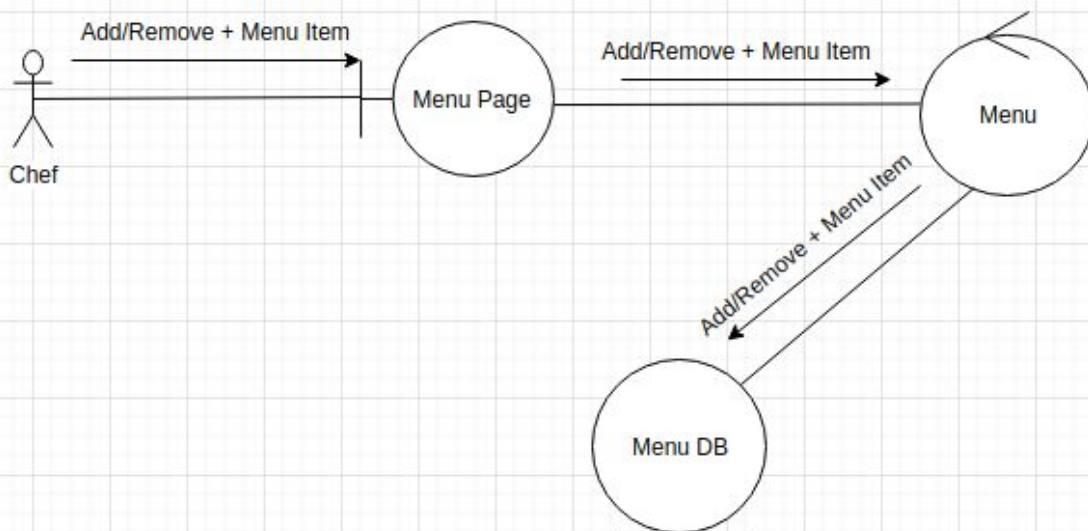 Add/Remove + Menu Item
Chef
Menu Page
Add/Remove + Menu Item
Menu
Add/Remove + Menu Item
Menu DB